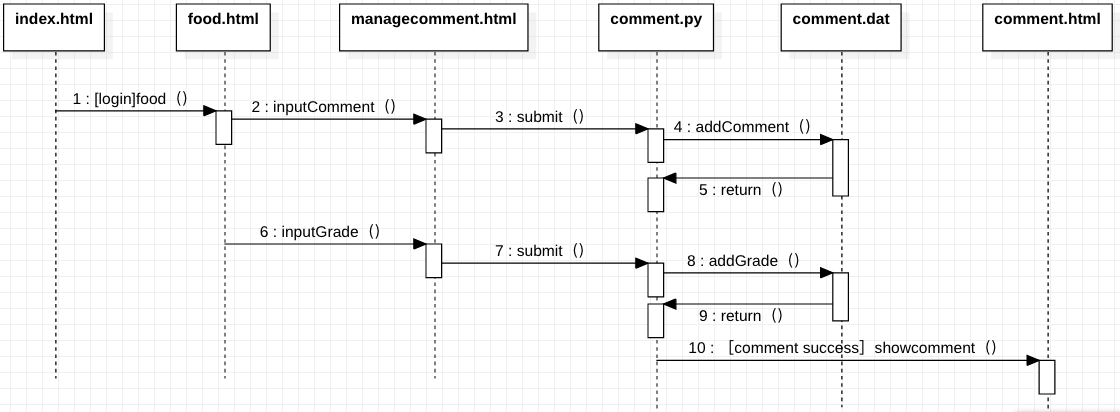 index.html
food.html
managecomment.html
comment.py
comment.dat
comment.html
1 : [login]food（）
2 : inputComment（）
3 : submit（）
4 : addComment（）
5 : return（）
6 : inputGrade（）
7 : submit（）
8 : addGrade（）
9 : return（）
10 : ［comment success］showcomment（）